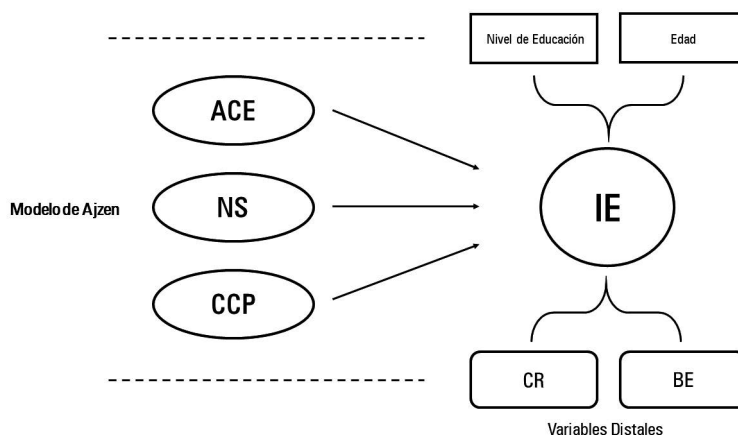 Nivel de Educación
Edad
ACE
Modelo de Ajzen
NS
IE
CCP
CR
BE
Variables Distales